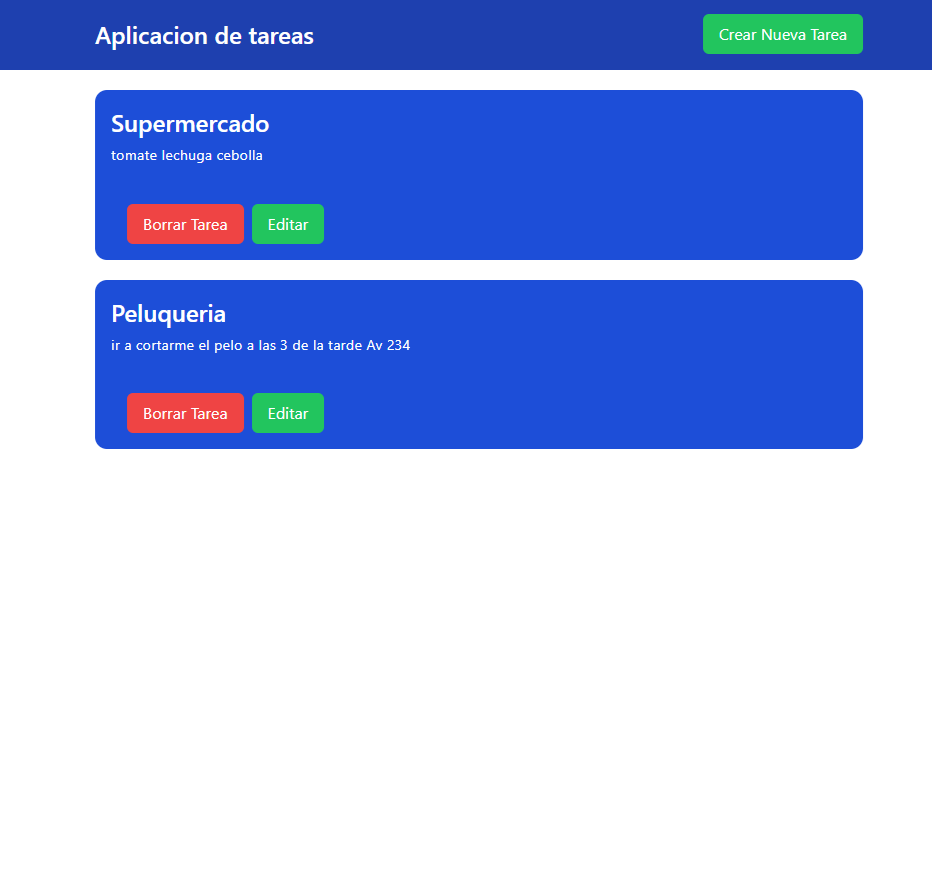 Aplicacion de tareas
Crear Nueva Tarea
Supermercado
tomate lechuga cebolla
Borrar Tarea
Editar
Peluqueria
ir a cortarme el pelo a las 3 de la tarde Av 234
Borrar Tarea
Editar